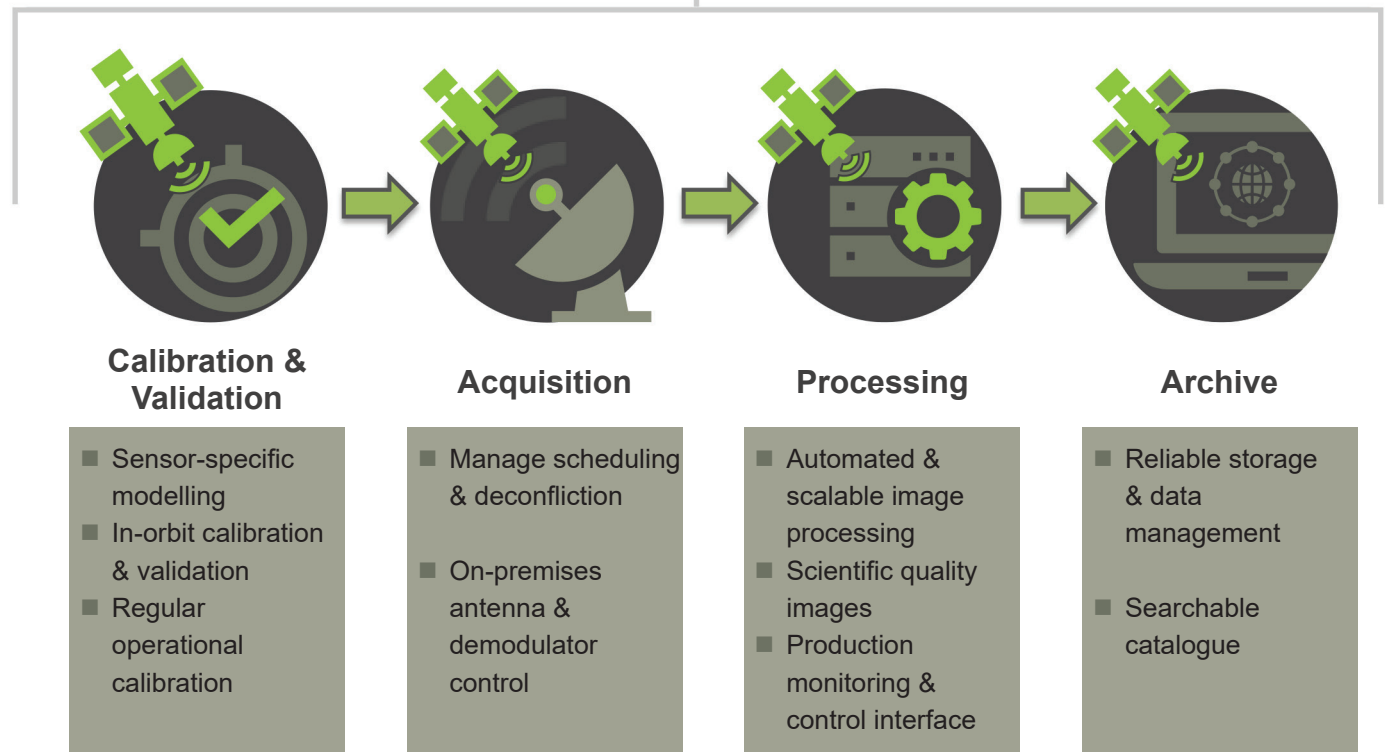 Calibration &
Validation
Acquisition
Processing
Archive
Sensor-specific
modelling
In-orbit calibration
& validation
Regular
operational
calibration
Manage scheduling
& deconfliction
On-premises
antenna &
demodulator
control
Automated &
scalable image
processing
Scientific quality
images
Production
monitoring &
control interface
Reliable storage
& data
management
Searchable
catalogue